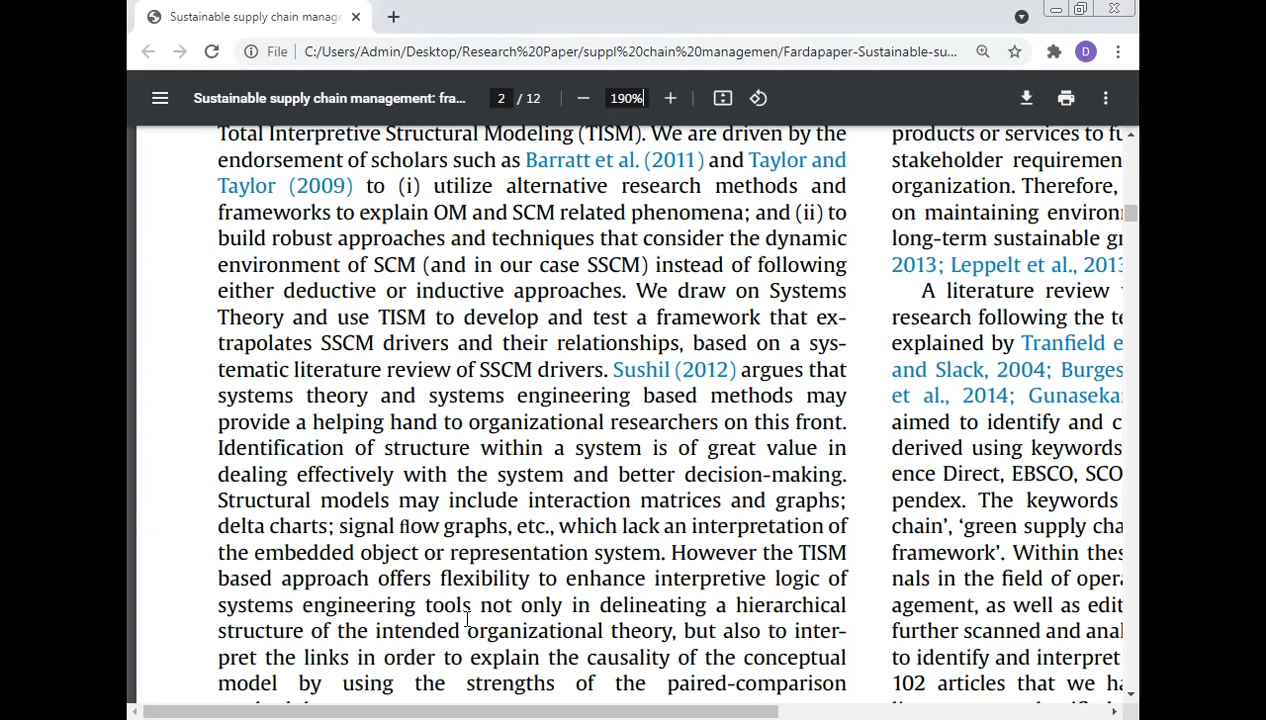 Sustainable supply chain manage
File C:/Users/Admin/Desktop/Research%20Paper/suppl%20chain%20managemen/Fardapaper-Sustainable-su...
D
Sustainable supply chain management: fra... 2 / 12 190%
Total Interpretive Structural Modeling (TISM). We are driven by the
endorsement of scholars such as Barratt et al. (2011) and Taylor and
Taylor (2009) to (i) utilize alternative research methods and
frameworks to explain OM and SCM related phenomena; and (ii) to
build robust approaches and techniques that consider the dynamic
environment of SCM (and in our case SSCM) instead of following
either deductive or inductive approaches. We draw on Systems
Theory and use TISM to develop and test a framework that ex-
trapolates SSCM drivers and their relationships, based on a sys-
tematic literature review of SSCM drivers. Sushil (2012) argues that
systems theory and systems engineering based methods may
provide a helping hand to organizational researchers on this front.
Identification of structure within a system is of great value in
dealing effectively with the system and better decision-making.
Structural models may include interaction matrices and graphs;
delta charts; signal flow graphs, etc., which lack an interpretation of
the embedded object or representation system. However the TISM
based approach offers flexibility to enhance interpretive logic of
systems engineering tools not only in delineating a hierarchical
structure of the intended organizational theory, but also to inter-
pret the links in order to explain the causality of the conceptual
model by using the strengths of the paired-comparison
products or services to fu
stakeholder requiremen
organization. Therefore,
on maintaining environ
long-term sustainable gr
2013; Leppelt et al., 2013
A literature review
research following the te
explained by Tranfield e
and Slack, 2004; Burges
et al., 2014; Gunaseka
aimed to identify and c
derived using keywords
ence Direct, EBSCO, SCO
pendex. The keywords
chain', 'green supply cha
framework'. Within thes
nals in the field of opera
agement, as well as edit
further scanned and anal
to identify and interpret
102 articles that we ha